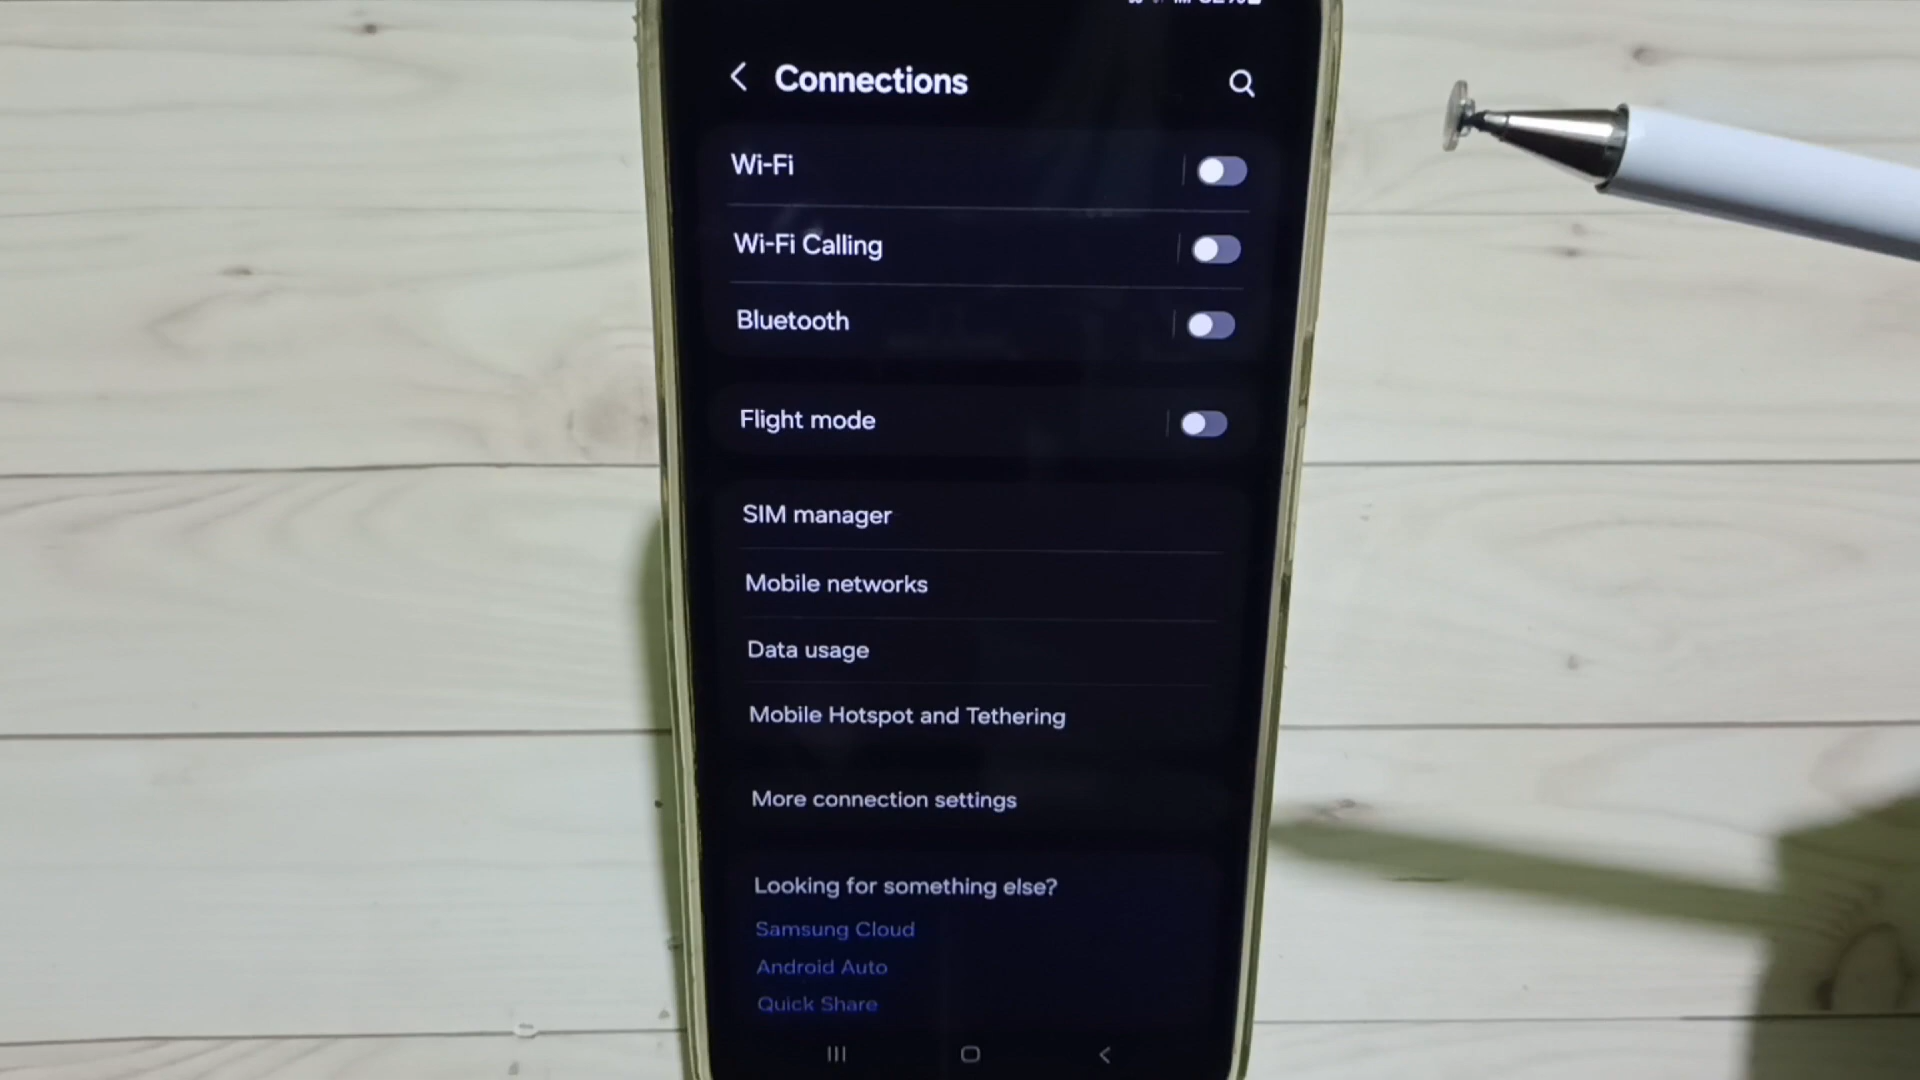 Connections
Wi-Fi
Wi-Fi Calling
Bluetooth
Flight mode
SIM manager
Mobile networks
Data usage
Mobile Hotspot and Tethering
More connection settings
Looking for something else?
Samsung Cloud
Android Auto
Quick Share